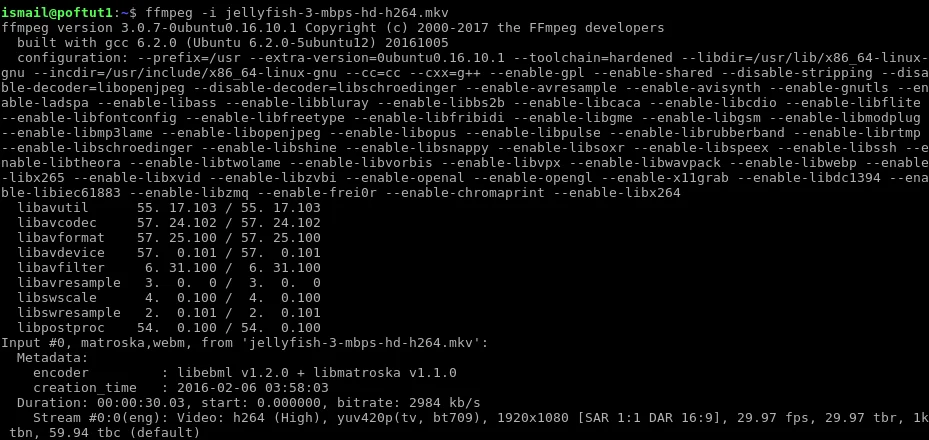 ismail@poftut1:~$ ffmpeg -i jellyfish-3-mbps-hd-h264.mkv
ffmpeg version 3.0.7-0ubuntu0.16.10.1 Copyright (c) 2000-2017 the FFmpeg developers
  built with gcc 6.2.0 (Ubuntu 6.2.0-5ubuntu12) 20161005
  configuration: --prefix=/usr --extra-version=0ubuntu0.16.10.1 --toolchain=hardened --libdir=/usr/lib/x86_64-linux-
gnu --incdir=/usr/include/x86_64-linux-gnu --cc=cc --cxx=g++ --enable-gpl --enable-shared --disable-stripping --disa
ble-decoder=libopenjpeg --disable-decoder=libschroedinger --enable-avresample --enable-avisynth --enable-gnutls --en
able-ladspa --enable-libass --enable-libbluray --enable-libbs2b --enable-libcaca --enable-libcdio --enable-libflite
--enable-libfontconfig --enable-libfreetype --enable-libfribidi --enable-libgme --enable-libgsm --enable-libmodplug
--enable-libmp3lame --enable-libopenjpeg --enable-libopus --enable-libpulse --enable-librubberband --enable-librtmp
--enable-libschroedinger --enable-libshine --enable-libsnappy --enable-libsoxr --enable-libspeex --enable-libssh --e
nable-libtheora --enable-libtwolame --enable-libvorbis --enable-libvpx --enable-libwavpack --enable-libwebp --enable
-libx265 --enable-libxvid --enable-libzvbi --enable-openal --enable-opengl --enable-x11grab --enable-libdc1394 --ena
ble-libiec61883 --enable-libzmq --enable-frei0r --enable-chromaprint --enable-libx264
  libavutil      55. 17.103 / 55. 17.103
  libavcodec     57. 24.102 / 57. 24.102
  libavformat    57. 25.100 / 57. 25.100
  libavdevice    57.  0.101 / 57.  0.101
  libavfilter     6. 31.100 /  6. 31.100
  libavresample   3.  0.  0 /  3.  0.  0
  libswscale      4.  0.100 /  4.  0.100
  libswresample   2.  0.101 /  2.  0.101
  libpostproc    54.  0.100 / 54.  0.100
Input #0, matroska,webm, from 'jellyfish-3-mbps-hd-h264.mkv':
  Metadata:
    encoder         : libebml v1.2.0 + libmatroska v1.1.0
    creation_time   : 2016-02-06 03:58:03
  Duration: 00:00:30.03, start: 0.000000, bitrate: 2984 kb/s
    Stream #0:0(eng): Video: h264 (High), yuv420p(tv, bt709), 1920x1080 [SAR 1:1 DAR 16:9], 29.97 fps, 29.97 tbr, 1k
 tbn, 59.94 tbc (default)